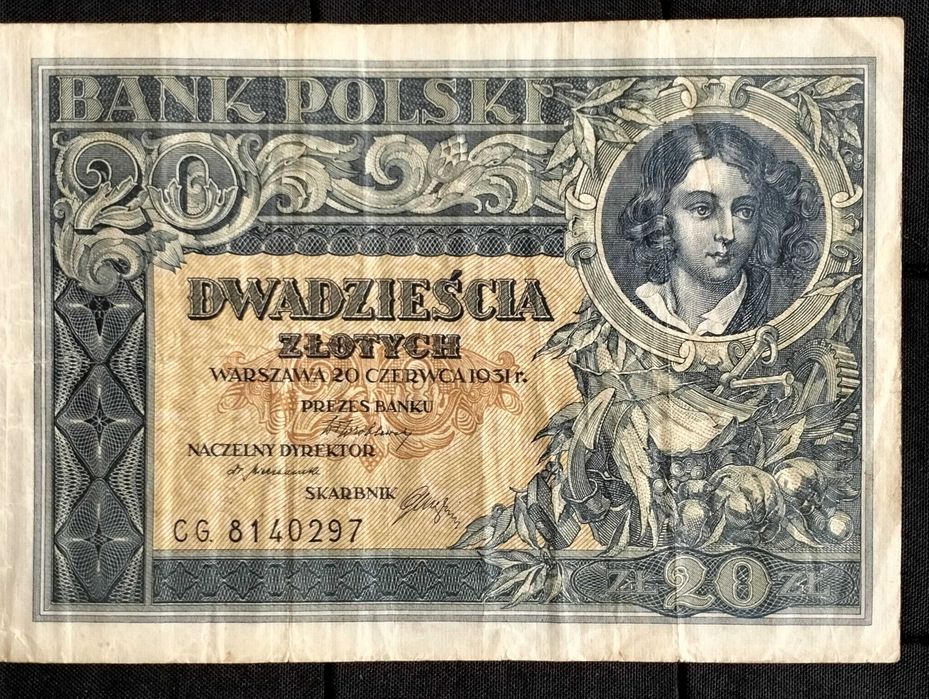 BANK POLSKI
20
DWADZIEŚCIA
ZŁOTYCH
WARSZAWA 20 CZERWCA 1931 r.
PREZES BANKU
NACZELNY DYREKTOR
SKARBNIK
CG. 8140297
ZŁ 20 ZŁ